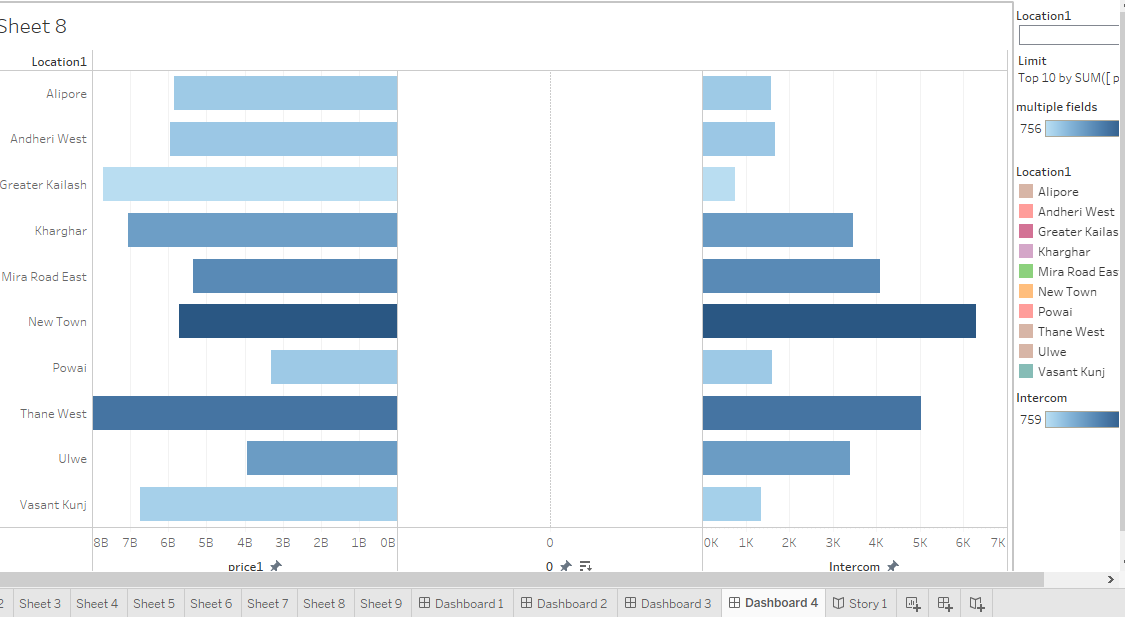 Sheet 8
Location1
Alipore
Andheri West
Greater Kailash
Kharghar
Mira Road East
New Town
Powai
Thane West
Ulwe
Vasant Kunj
8B 7B 6B 5B 4B 3B 2B 1B 0B
0
0K 1K 2K 3K 4K 5K 6K 7K
price1
0
Intercom
Location1
Limit
Top 10 by SUM([ p
multiple fields
756
Location1
Alipore
Andheri West
Greater Kailas
Kharghar
Mira Road Eas
New Town
Powai
Thane West
Ulwe
Vasant Kunj
Intercom
759
2 Sheet 3 Sheet 4 Sheet 5 Sheet 6 Sheet 7 Sheet 8 Sheet 9 Dashboard 1 Dashboard 2 Dashboard 3 Dashboard 4 Story 1